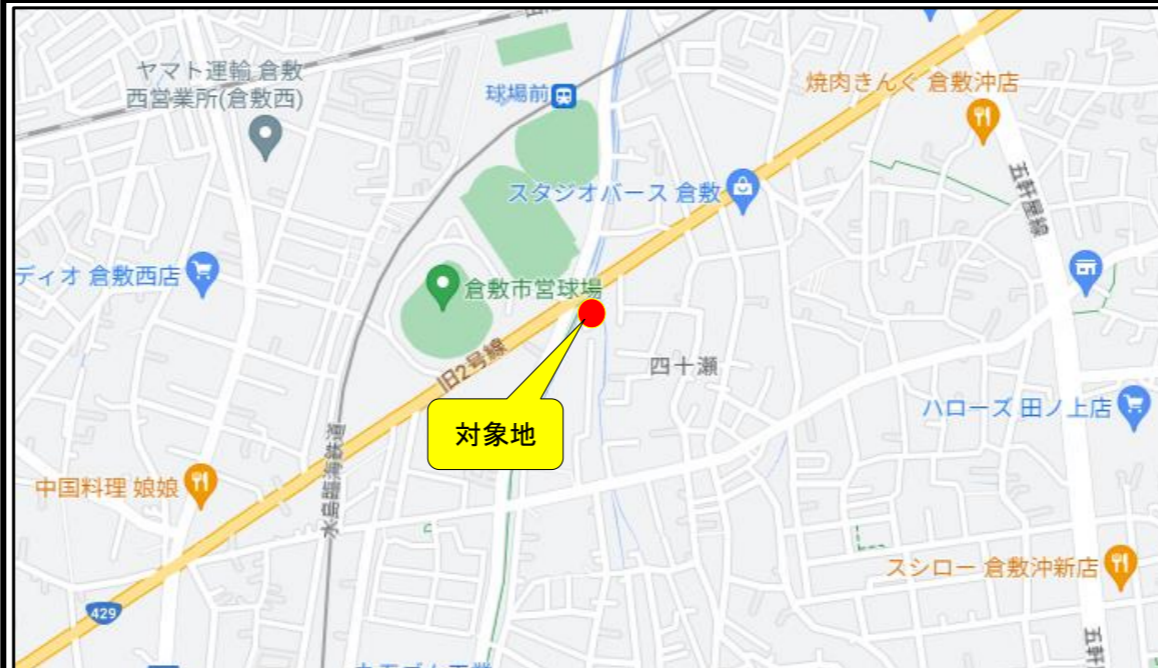 ヤマト運輸 倉敷
西営業所(倉敷西)
球場前
焼肉きんぐ 倉敷沖店
スタジオバース 倉敷
五軒屋線
ディオ 倉敷西店
倉敷市営球場
旧2号線
四十瀬
対象地
ハローズ 田ノ上店
水島臨海鉄道
中国料理 娘娘
スシロー 倉敷沖新店
429
五軒